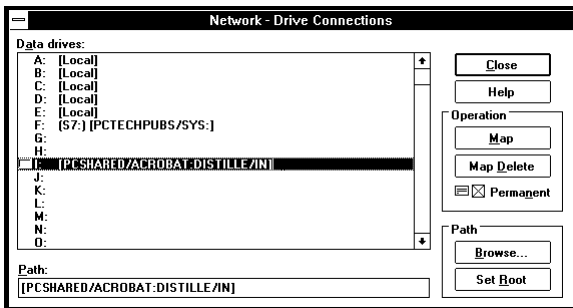 Network - Drive Connections
Data drives:
A: [Local]
B: [Local]
C: [Local]
D: [Local]
E: [Local]
F: (S7:) [PCTECHPUBS/SYS:]
G:
H:
I: [PCSHARED/ACROBAT:DISTILLE/IN]
J:
K:
L:
M:
N:
O:
Path:
[PCSHARED/ACROBAT:DISTILLE/IN]
Close
Help
Operation
Map
Map Delete
Permanent
Path
Browse...
Set Root